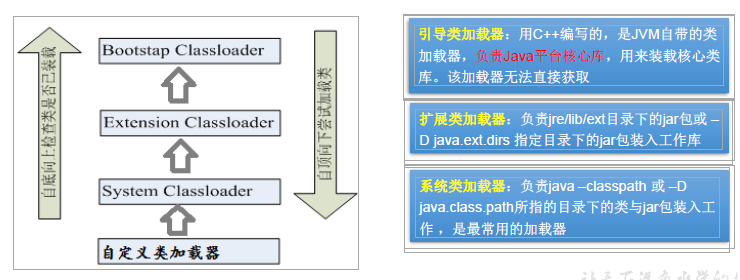 自底向上检查类是否已装载
Bootstap Classloader
Extension Classloader
System Classloader
自定义类加载器
自顶向下尝试加载类
引导类加载器：用C++编写的，是JVM自带的类
加载器，负责Java平台核心库，用来装载核心类
库。该加载器无法直接获取
扩展类加载器：负责jre/lib/ext目录下的jar包或 –
D java.ext.dirs 指定目录下的jar包装入工作库
系统类加载器：负责java –classpath 或 –D
java.class.path所指的目录下的类与jar包装入工
作 ，是最常用的加载器